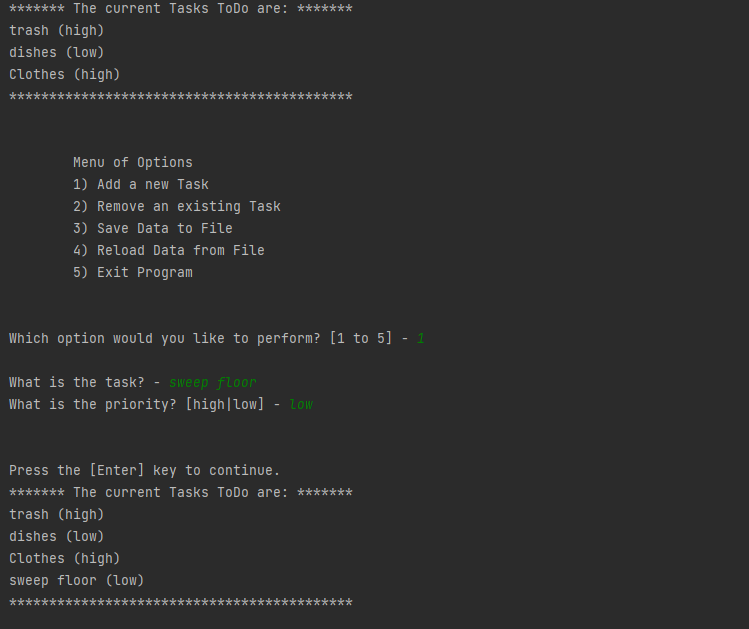 ******* The current Tasks ToDo are: *******
trash (high)
dishes (low)
Clothes (high)
*******************************************
Menu of Options
1) Add a new Task
2) Remove an existing Task
3) Save Data to File
4) Reload Data from File
5) Exit Program
Which option would you like to perform? [1 to 5] - 1
What is the task? - sweep floor
What is the priority? [high|low] - low
Press the [Enter] key to continue.
******* The current Tasks ToDo are: *******
trash (high)
dishes (low)
Clothes (high)
sweep floor (low)
*******************************************